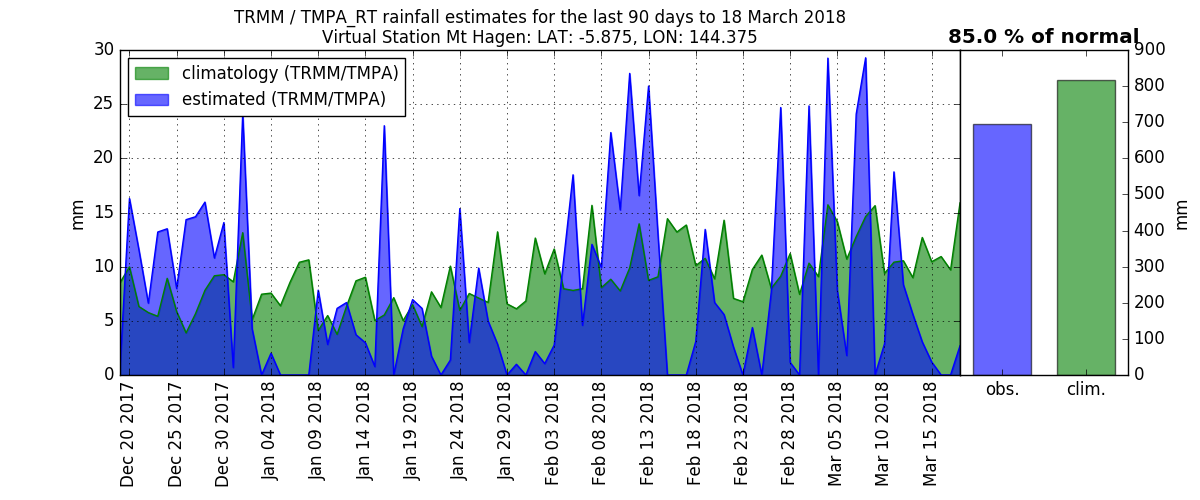 TRMM / TMPA_RT rainfall estimates for the last 90 days to 18 March 2018
Virtual Station Mt Hagen: LAT: -5.875, LON: 144.375
85.0 % of normal
climatology (TRMM/TMPA)
estimated (TRMM/TMPA)
30
25
20
15
10
5
0
mm
Dec 20 2017
Dec 25 2017
Dec 30 2017
Jan 04 2018
Jan 09 2018
Jan 14 2018
Jan 19 2018
Jan 24 2018
Jan 29 2018
Feb 03 2018
Feb 08 2018
Feb 13 2018
Feb 18 2018
Feb 23 2018
Feb 28 2018
Mar 05 2018
Mar 10 2018
Mar 15 2018
obs.
clim.
900
800
700
600
500
400
300
200
100
0
mm